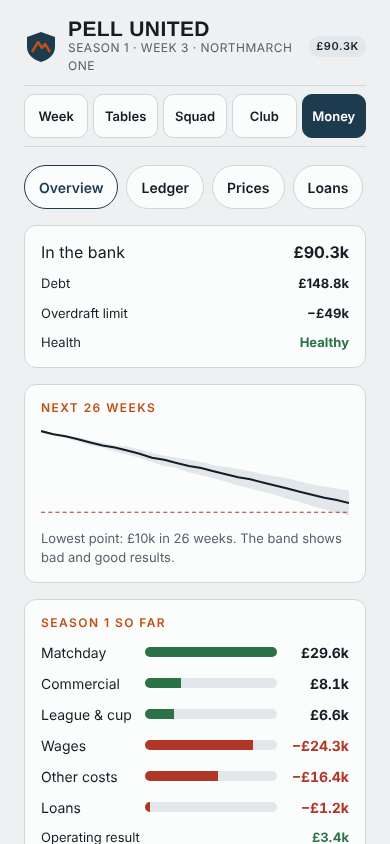 PELL UNITED
SEASON 1 · WEEK 3 · NORTHMARCH
ONE
£90.3K
Week
Tables
Squad
Club
Money
Overview
Ledger
Prices
Loans
In the bank £90.3k
Debt £148.8k
Overdraft limit −£49k
Health Healthy
NEXT 26 WEEKS
Lowest point: £10k in 26 weeks. The band shows
bad and good results.
SEASON 1 SO FAR
Matchday £29.6k
Commercial £8.1k
League & cup £6.6k
Wages −£24.3k
Other costs −£16.4k
Loans −£1.2k
Operating result £3.4k